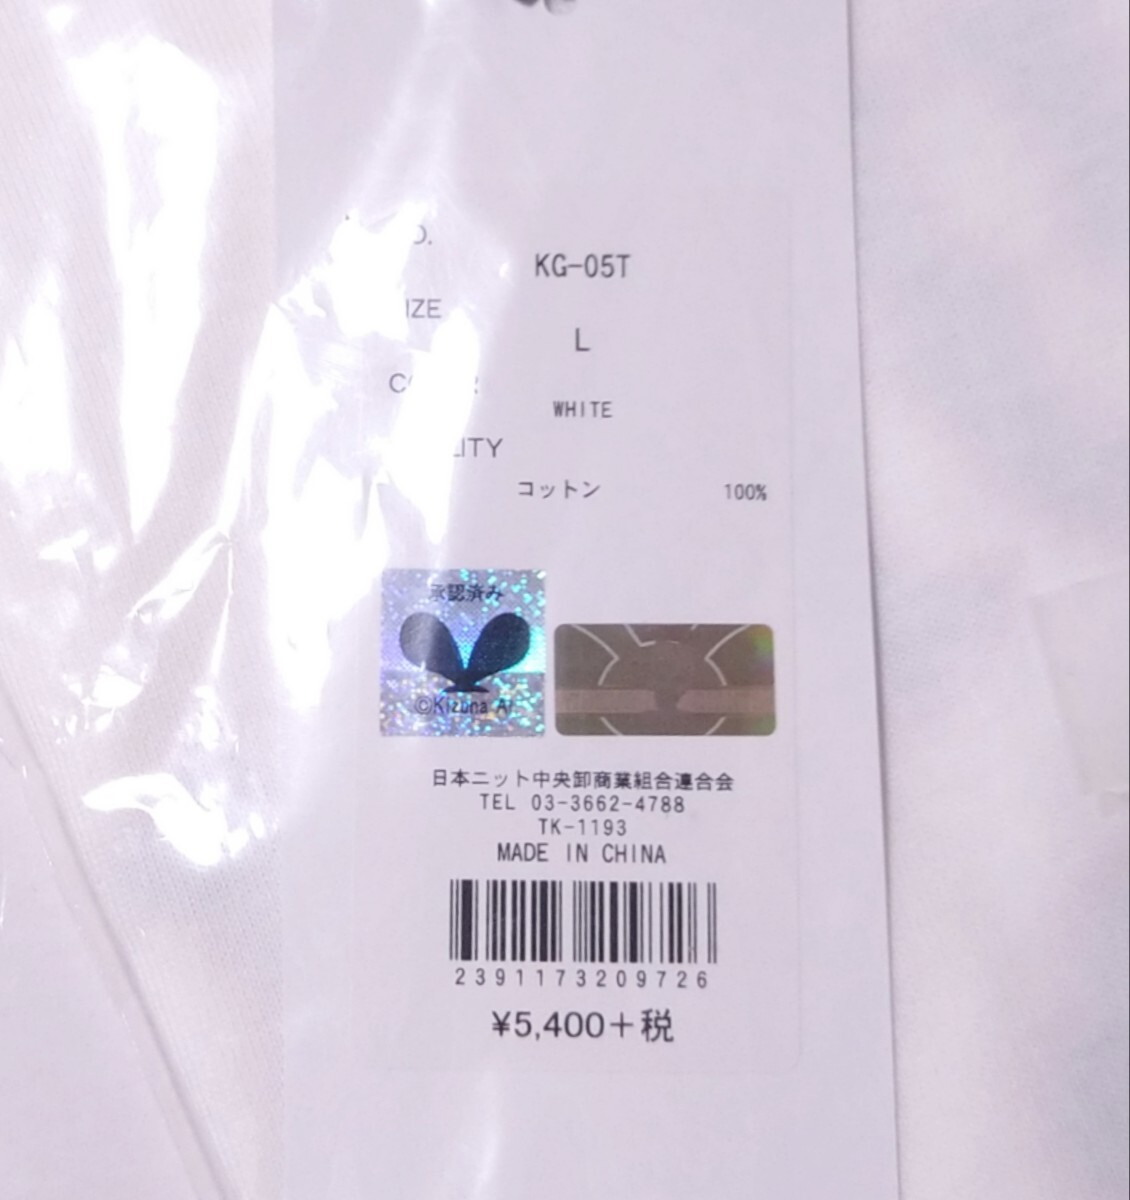 KG-05T
L
WHITE
コットン 100%
承認済み
©Kizuna AI
日本ニット中央卸商業組合連合会
TEL 03-3662-4788
TK-1193
MADE IN CHINA
2391173209726
¥5,400+税